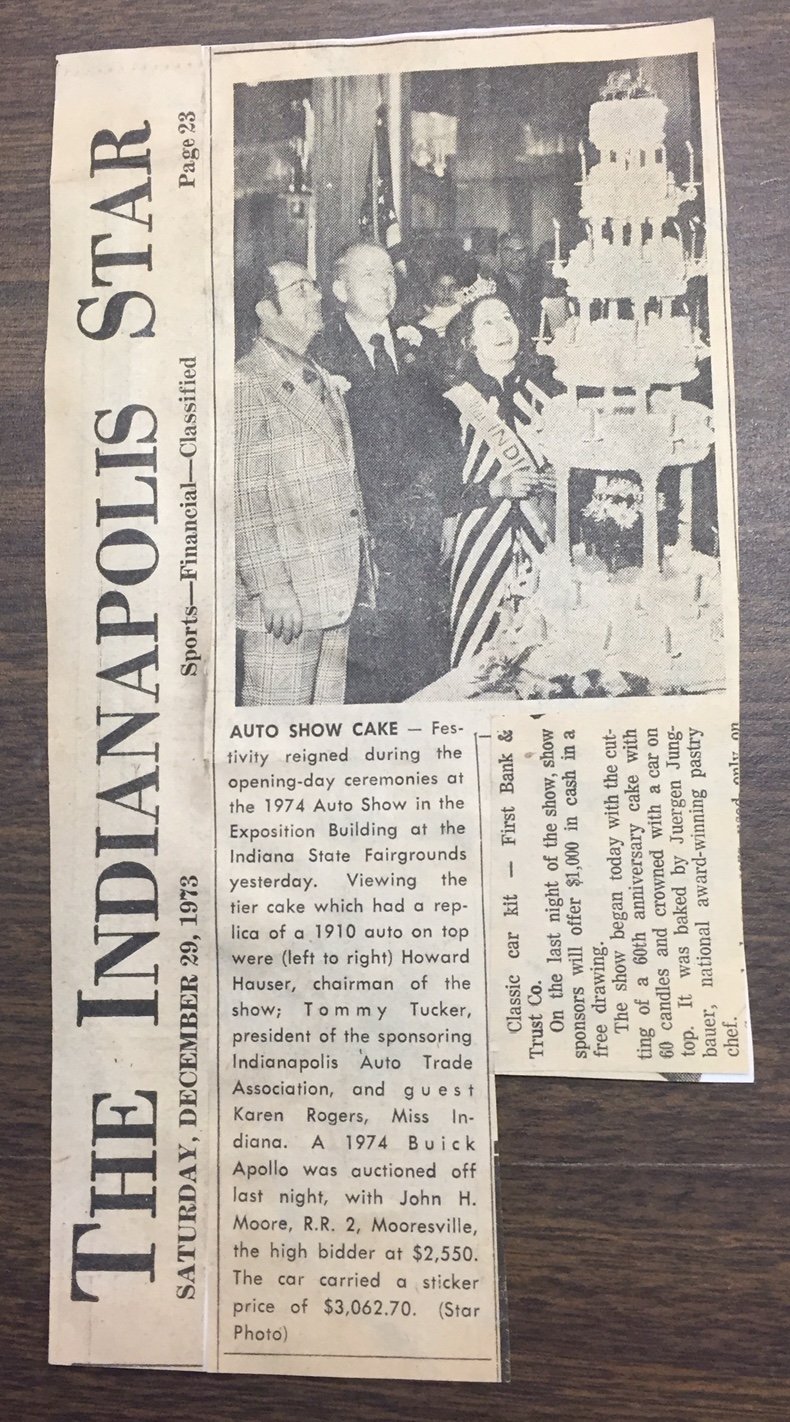 THE INDIANAPOLIS STAR
SATURDAY, DECEMBER 29, 1973 Sports—Financial—Classified Page 23
INDI
AUTO SHOW CAKE — Fes-
tivity reigned during the
opening-day ceremonies at
the 1974 Auto Show in the
Exposition Building at the
Indiana State Fairgrounds
yesterday. Viewing the
tier cake which had a rep-
lica of a 1910 auto on top
were (left to right) Howard
Hauser, chairman of the
show; Tommy Tucker,
president of the sponsoring
Indianapolis Auto Trade
Association, and guest
Karen Rogers, Miss In-
diana. A 1974 Buick
Apollo was auctioned off
last night, with John H.
Moore, R.R. 2, Mooresville,
the high bidder at $2,550.
The car carried a sticker
price of $3,062.70. (Star
Photo)
Classic car kit — First Bank &
Trust Co.
On the last night of the show, show
sponsors will offer $1,000 in cash in a
free drawing.
The show began today with the cut-
ting of a 60th anniversary cake with
60 candles and crowned with a car on
top. It was baked by Juergen Jung-
bauer, national award-winning pastry
chef.
only on